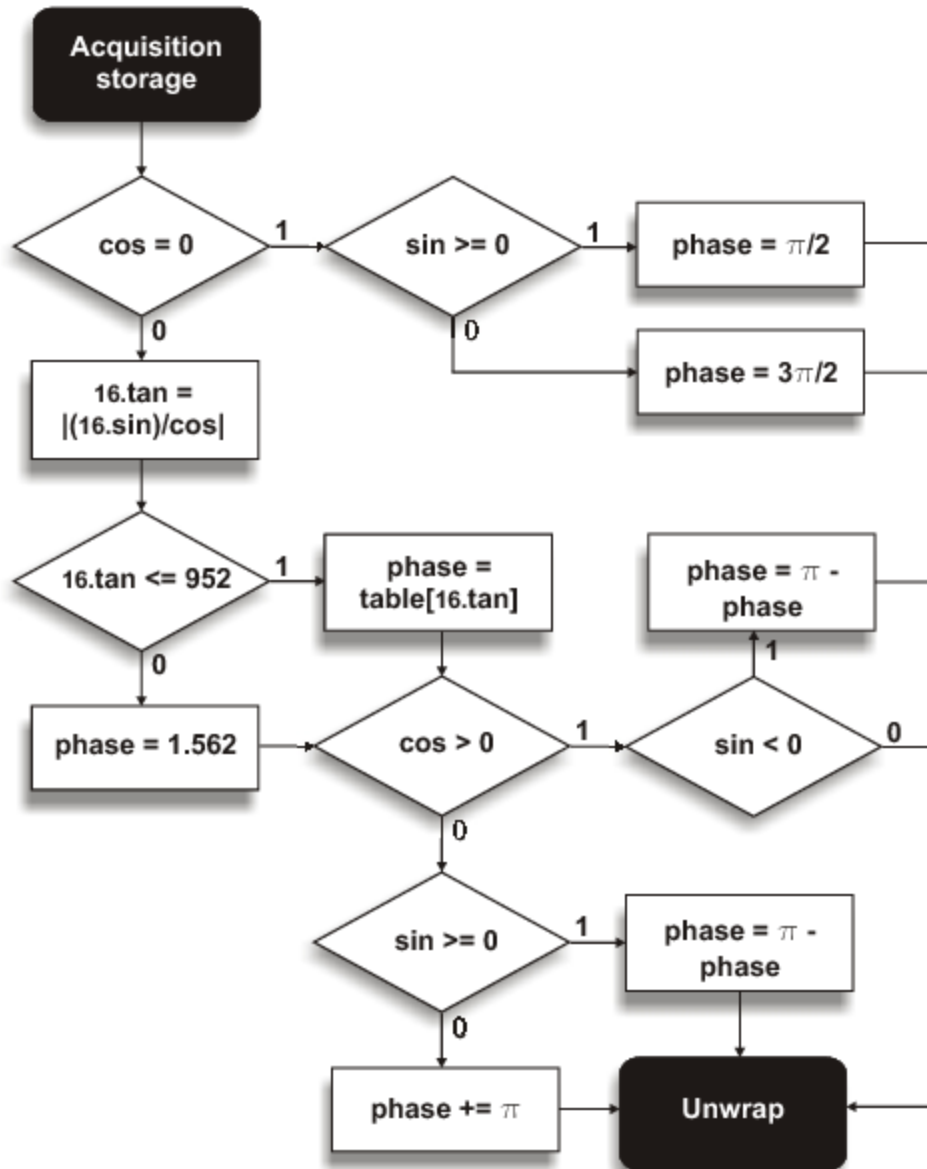 Acquisition
storage
cos = 0
1
sin >= 0
1
phase = π/2
0
0
phase = 3π/2
16.tan =
|(16.sin)/cos|
16.tan <= 952
1
phase =
table[16.tan]
phase = π -
phase
0
1
phase = 1.562
cos > 0
1
sin < 0
0
0
sin >= 0
1
phase = π -
phase
0
phase += π
Unwrap